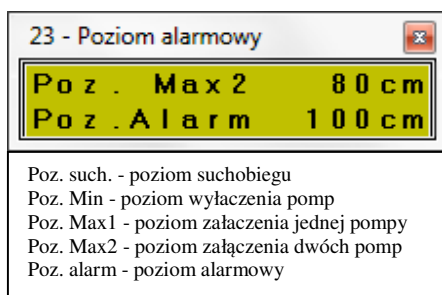 23 - Poziom alarmowy
Poz. Max2 80cm
Poz.Alarm 100cm
Poz. such. - poziom suchobiegu
Poz. Min - poziom wyłaczenia pomp
Poz. Max1 - poziom załaczenia jednej pompy
Poz. Max2 - poziom załączenia dwóch pomp
Poz. alarm - poziom alarmowy